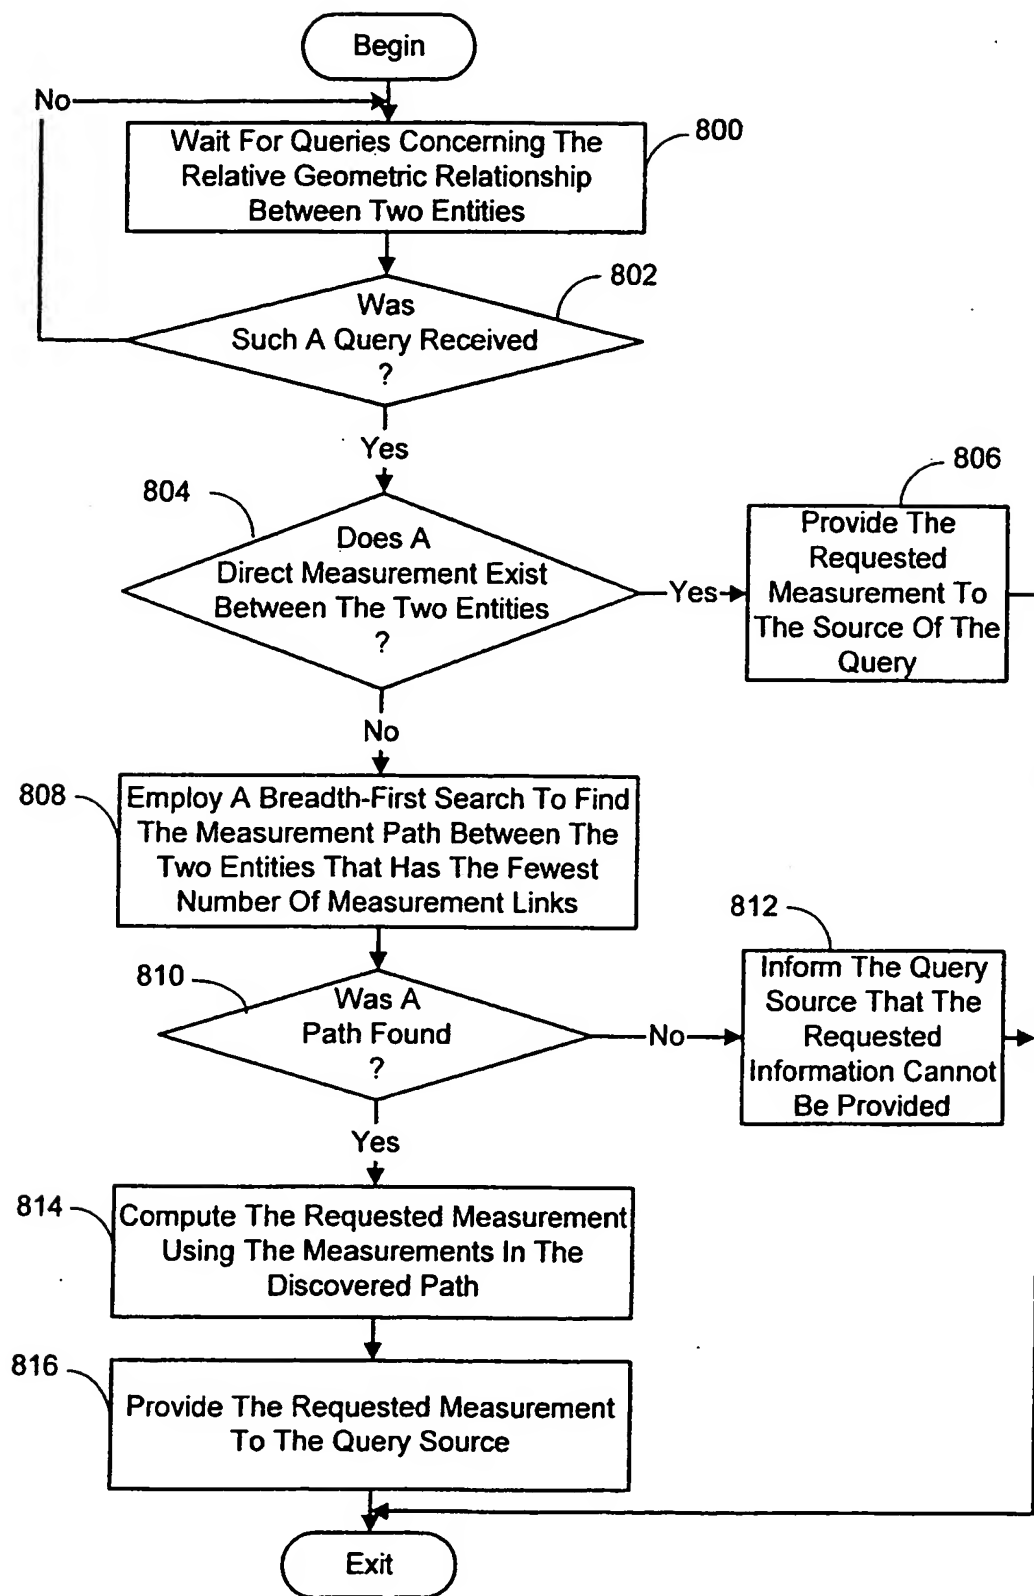 Begin
No
Wait For Queries Concerning The
Relative Geometric Relationship
Between Two Entities
800
Was
Such A Query Received
?
802
Yes
804
Does A
Direct Measurement Exist
Between The Two Entities
?
Yes
806
Provide The
Requested
Measurement To
The Source Of The
Query
No
808
Employ A Breadth-First Search To Find
The Measurement Path Between The
Two Entities That Has The Fewest
Number Of Measurement Links
810
Was A
Path Found
?
No
812
Inform The Query
Source That The
Requested
Information Cannot
Be Provided
Yes
814
Compute The Requested Measurement
Using The Measurements In The
Discovered Path
816
Provide The Requested Measurement
To The Query Source
Exit